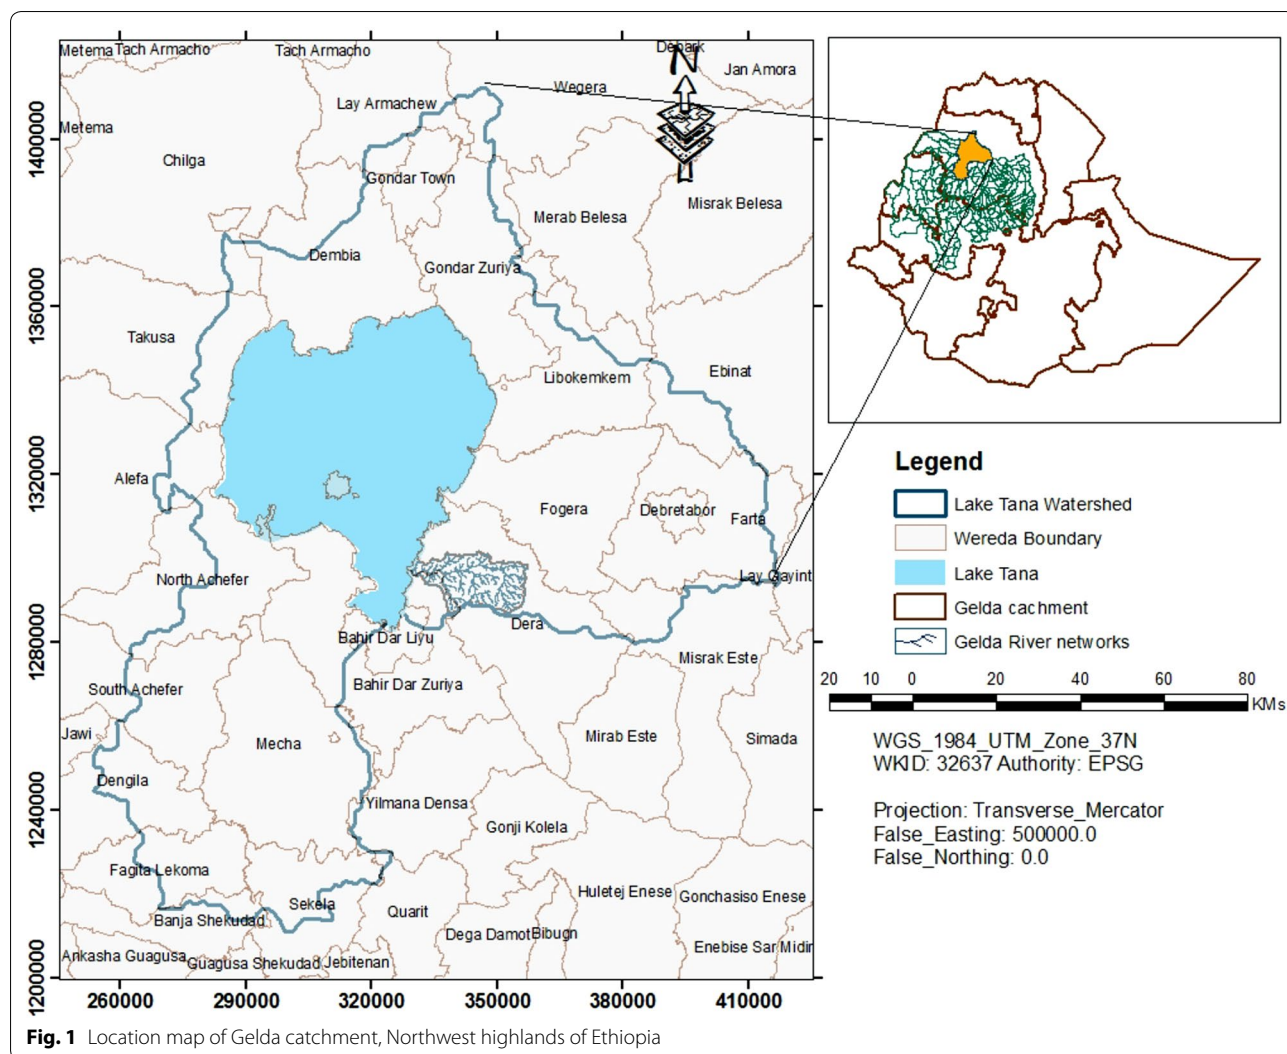 Metema
Tach Armacho
Tach Armacho
Debark
Jan Amora
N
Wegera
Lay Armachew
Metema
Chilga
Gondar Town
Misrak Belesa
Merab Belesa
Dembia
Gondar Zuriya
Takusa
Ebinat
Libokemkem
Alefa
Fogera
Debretabor
Farta
North Achefer
Lay Gayint
Dera
Bahir Dar Liyu
Misrak Este
South Achefer
Bahir Dar Zuriya
Jawi
Mecha
Mirab Este
Simada
Dengila
Yilmana Densa
Gonji Kolela
Fagita Lekoma
Huletej Enese
Gonchasiso Enese
Sekela
Quarit
Banja Shekudad
Dega Damot
Bibugn
Enebise Sar Midir
Ankasha Guagusa
Guagusa Shekudad
Jebitenan
1400000
1360000
1320000
1280000
1240000
1200000
260000 290000 320000 350000 380000 410000
Legend
Lake Tana Watershed
Wereda Boundary
Lake Tana
Gelda cachment
Gelda River networks
20 10 0 20 40 60 80
KMs
WGS_1984_UTM_Zone_37N
WKID: 32637 Authority: EPSG
Projection: Transverse_Mercator
False_Easting: 500000.0
False_Northing: 0.0
Fig. 1 Location map of Gelda catchment, Northwest highlands of Ethiopia